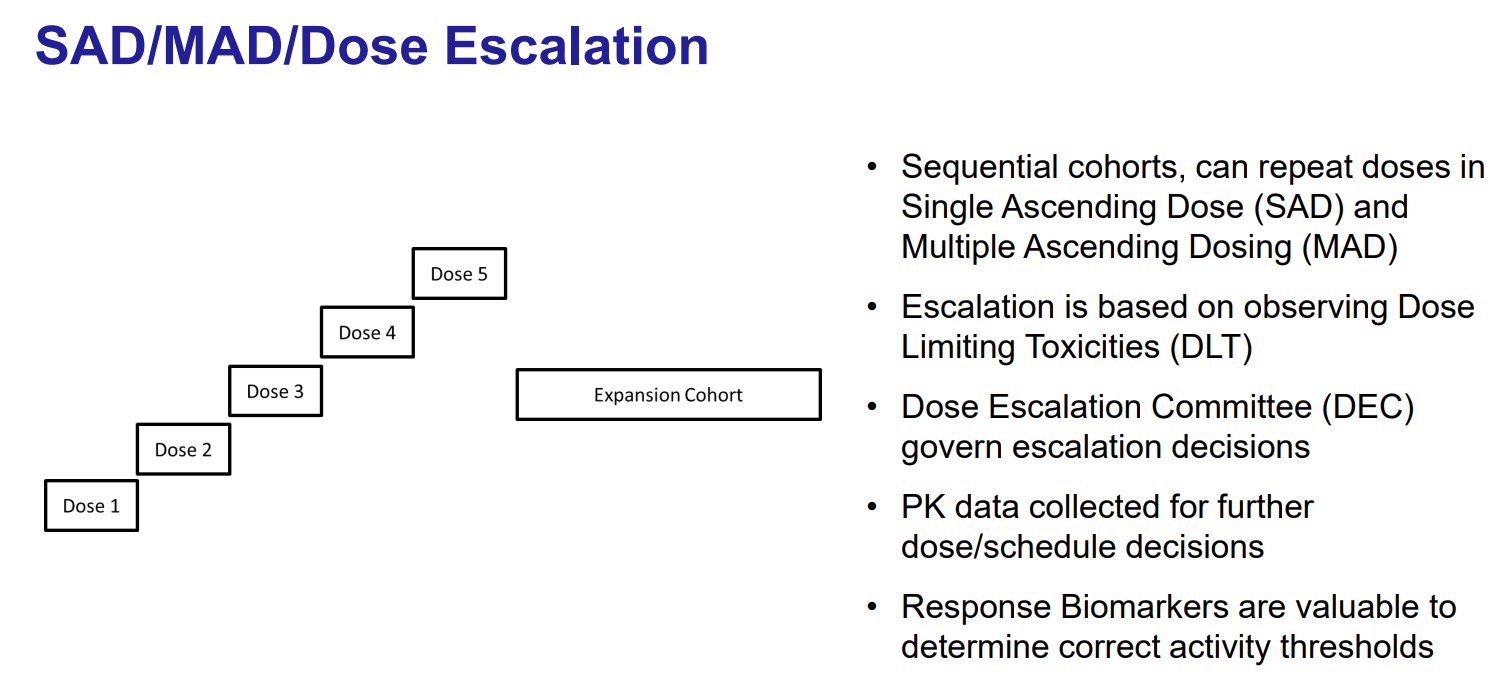 SAD/MAD/Dose Escalation
Dose 5
Dose 4
Dose 3
Dose 2
Dose 1
Expansion Cohort
• Sequential cohorts, can repeat doses in
Single Ascending Dose (SAD) and
Multiple Ascending Dosing (MAD)
• Escalation is based on observing Dose
Limiting Toxicities (DLT)
• Dose Escalation Committee (DEC)
govern escalation decisions
• PK data collected for further
dose/schedule decisions
• Response Biomarkers are valuable to
determine correct activity thresholds